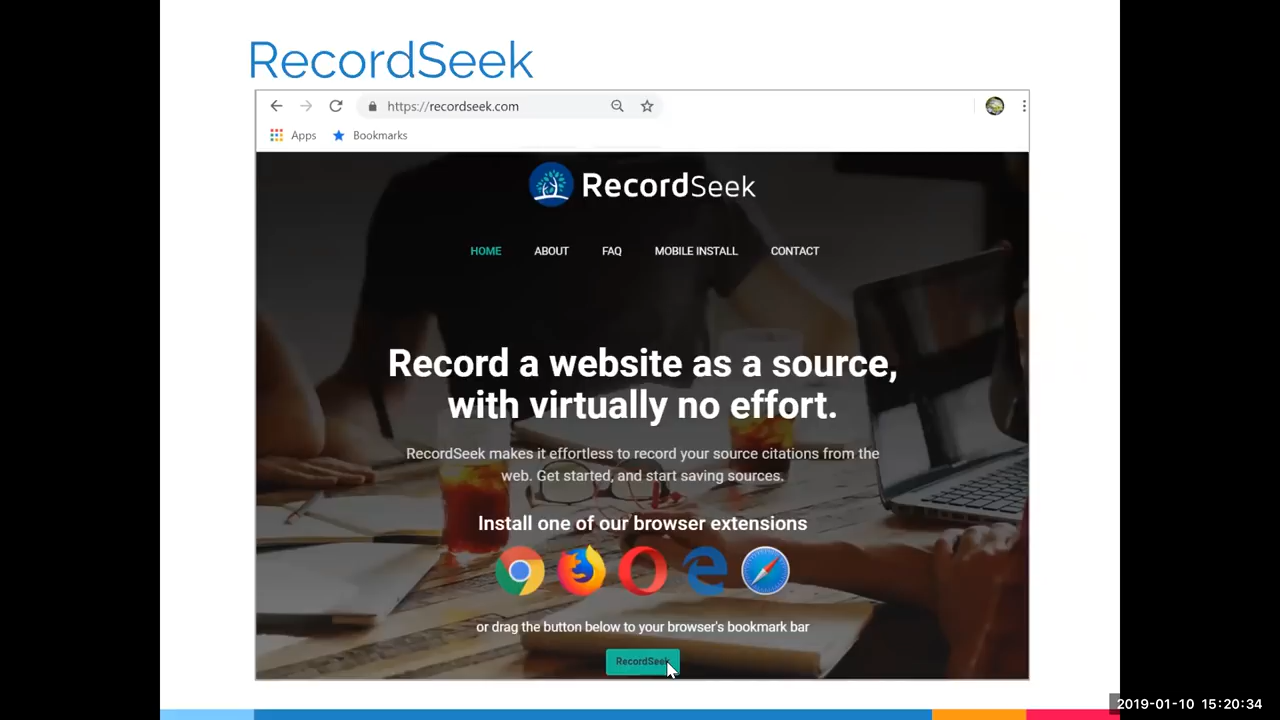 RecordSeek
https://recordseek.com
Apps Bookmarks
RecordSeek
HOME ABOUT FAQ MOBILE INSTALL CONTACT
Record a website as a source,
with virtually no effort.
RecordSeek makes it effortless to record your source citations from the
web. Get started, and start saving sources.
Install one of our browser extensions
or drag the button below to your browser's bookmark bar
RecordSeek
2019-01-10 15:20:34